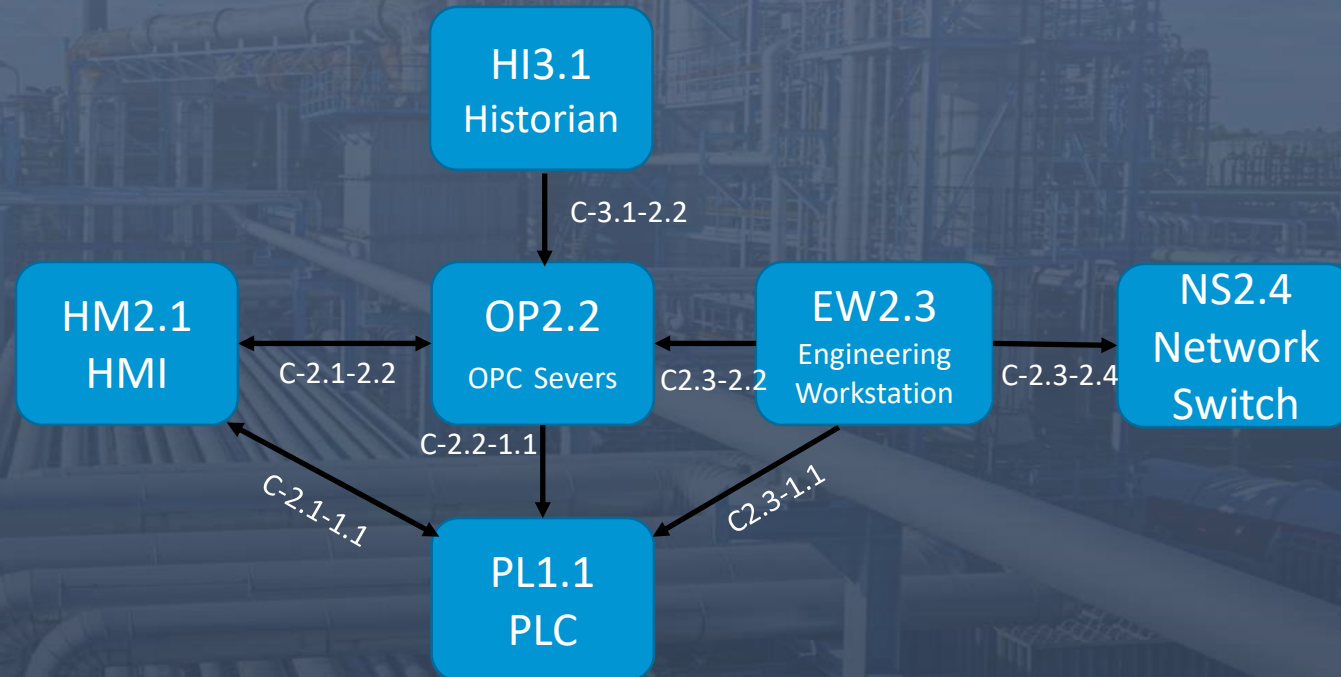 HI3.1
Historian
C-3.1-2.2
HM2.1
HMI
C-2.1-2.2
OP2.2
OPC Severs
C2.3-2.2
EW2.3
Engineering
Workstation
C-2.3-2.4
NS2.4
Network
Switch
C-2.2-1.1
C-2.1-1.1
C2.3-1.1
PL1.1
PLC